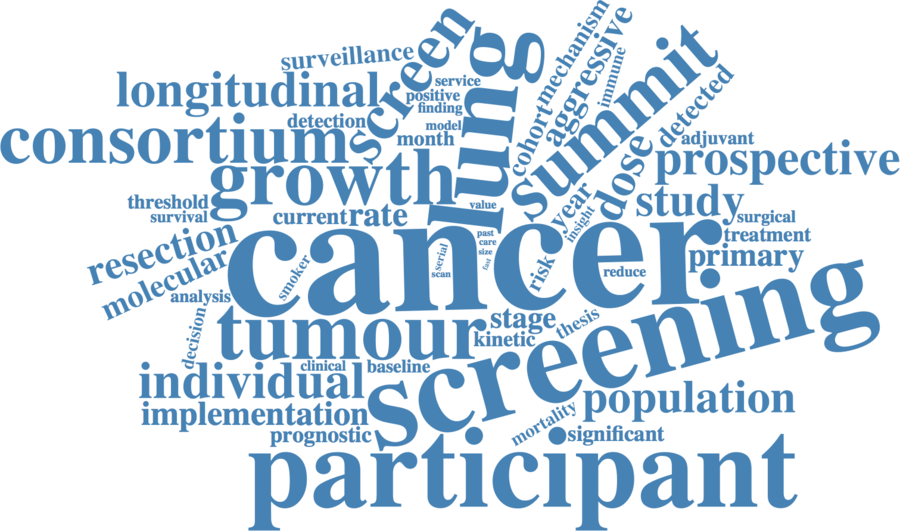 surveillance
screen
lung
mechanism
aggressive
immune
summit
longitudinal
service
positive
finding
cohort
detected
consortium
detection
model
month
adjuvant
prospective
growth
dose
threshold
survival
current
rate
value
year
insight
study
surgical
treatment
resection
cancer
past
care
size
fast
serial
scan
risk
reduce
primary
molecular
smoker
analysis
decision
tumour
stage
kinetic
thesis
screening
individual
clinical
baseline
implementation
population
prognostic
mortality
significant
participant